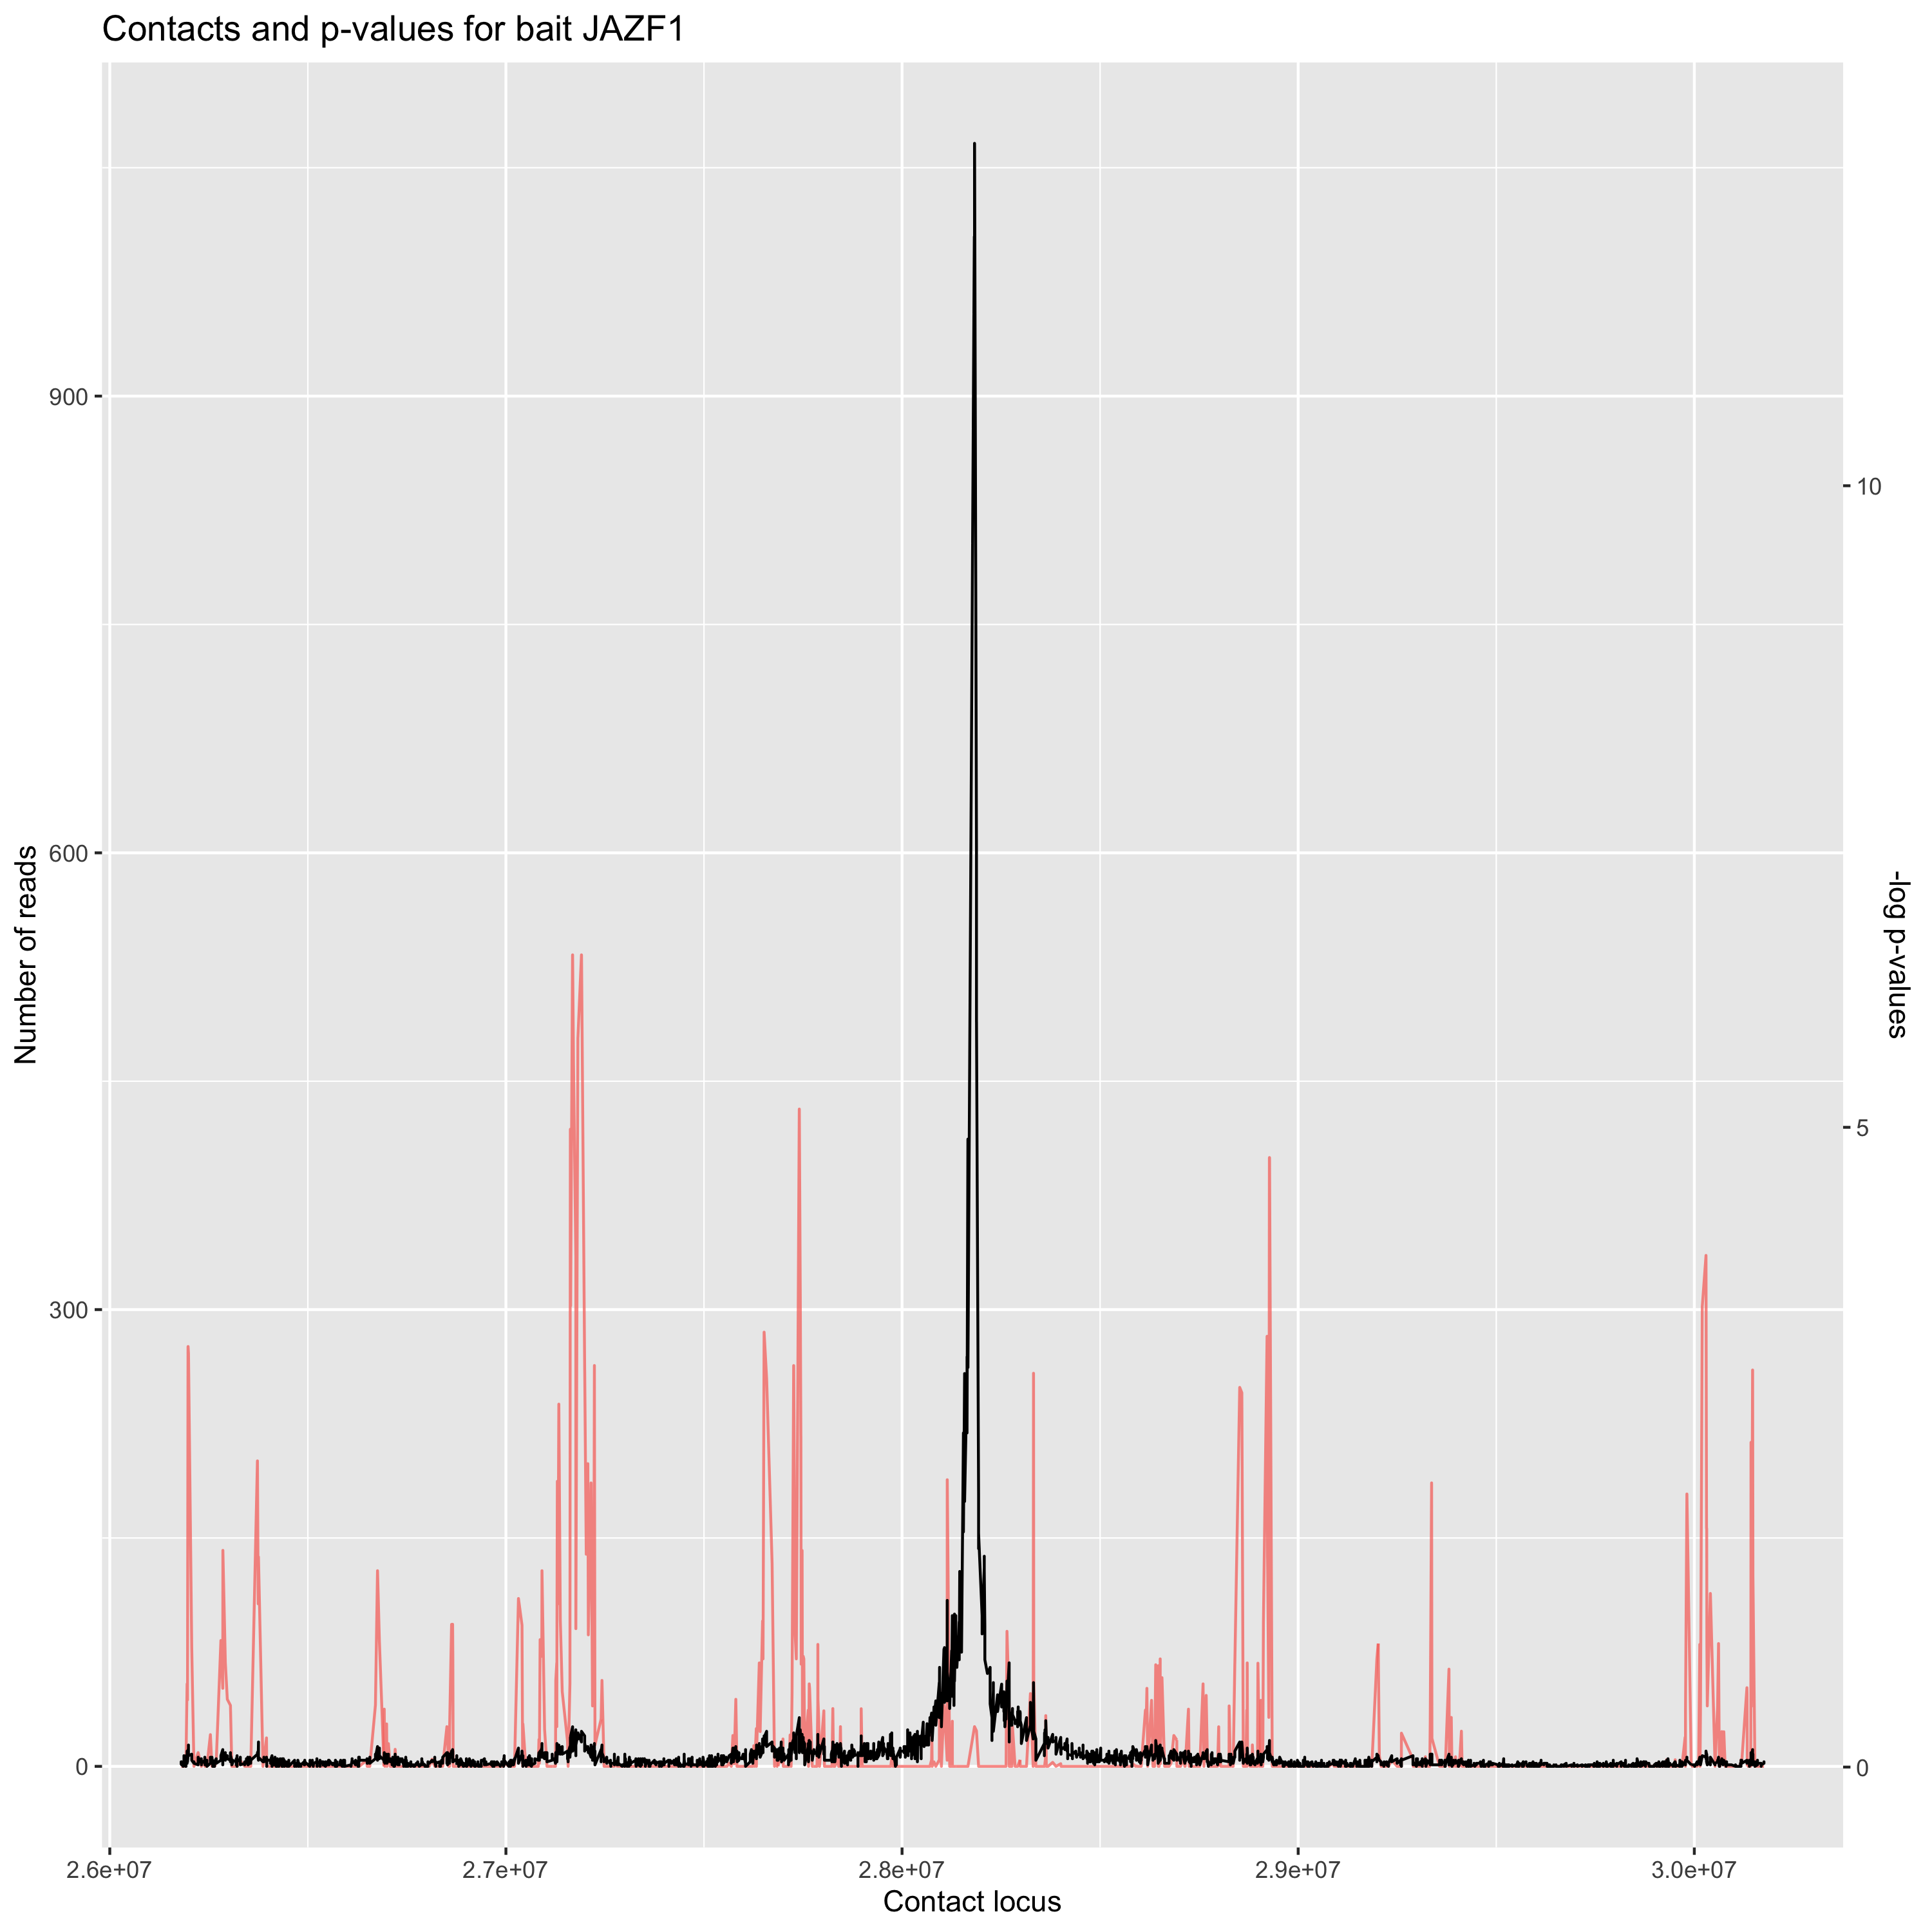 Contacts and p-values for bait JAZF1
900
600
300
0
Number of reads
10
5
0
-log p-values
2.6e+07
2.7e+07
2.8e+07
2.9e+07
3.0e+07
Contact locus